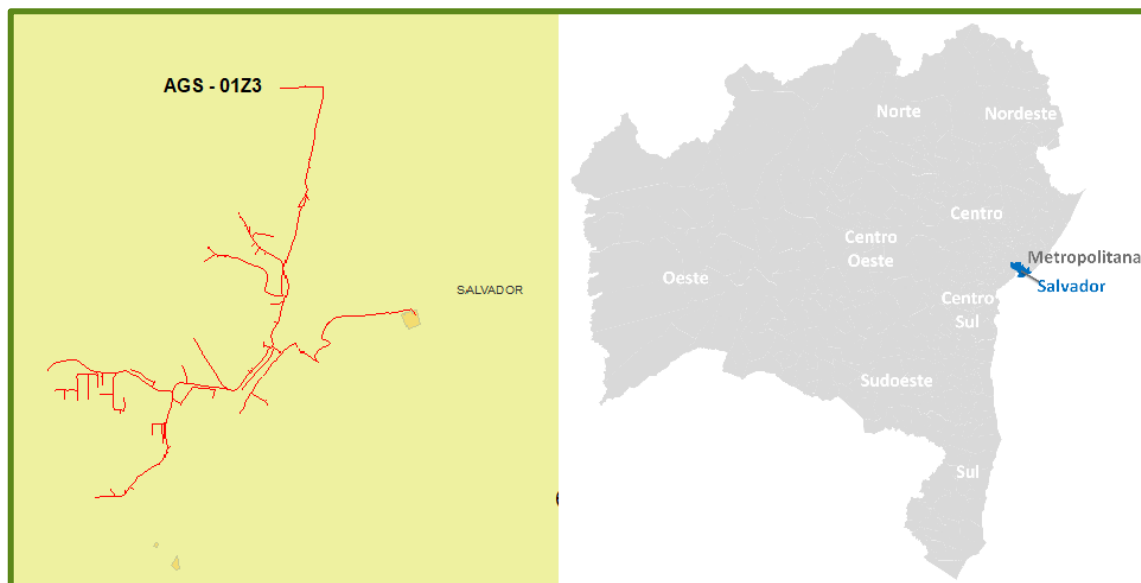 AGS - 01Z3
SALVADOR
Norte
Nordeste
Centro
Centro
Oeste
Oeste
Metropolitana
Salvador
Centro
Sul
Sudoeste
Sul